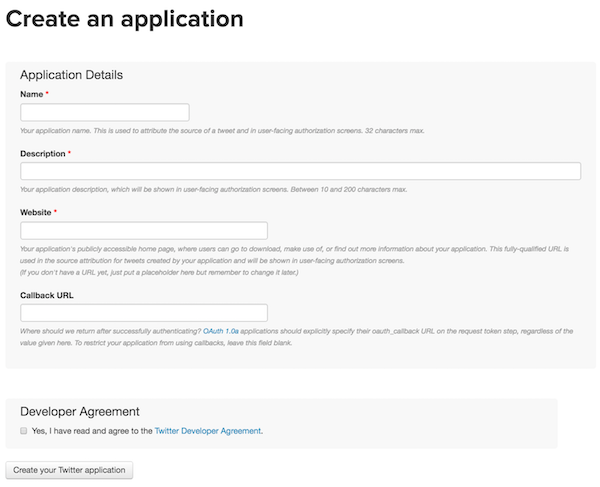 Create an application
Application Details
Name *
Your application name. This is used to attribute the source of a tweet and in user-facing authorization screens. 32 characters max.
Description *
Your application description, which will be shown in user-facing authorization screens. Between 10 and 200 characters max.
Website *
Your application's publicly accessible home page, where users can go to download, make use of, or find out more information about your application. This fully-qualified URL is
used in the source attribution for tweets created by your application and will be shown in user-facing authorization screens.
(If you don't have a URL yet, just put a placeholder here but remember to change it later.)
Callback URL
Where should we return after successfully authenticating? OAuth 1.0a applications should explicitly specify their oauth_callback URL on the request token step, regardless of the
value given here. To restrict your application from using callbacks, leave this field blank.
Developer Agreement
Yes, I have read and agree to the Twitter Developer Agreement.
Create your Twitter application